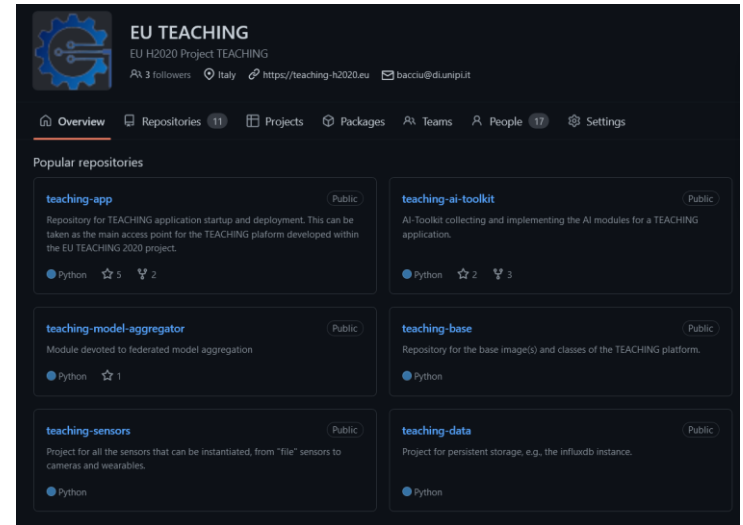 EU TEACHING
EU H2020 Project TEACHING
3 followers Italy https://teaching-h2020.eu bacciu@di.unipi.it
Overview Repositories 11 Projects Packages Teams People 17 Settings
Popular repositories
teaching-app Public
Repository for TEACHING application startup and deployment. This can be
taken as the main access point for the TEACHING plaform developed within
the EU TEACHING 2020 project.
Python 5 2
teaching-ai-toolkit Public
AI-Toolkit collecting and implementing the AI modules for a TEACHING
application.
Python 2 3
teaching-model-aggregator Public
Module devoted to federated model aggregation
Python 1
teaching-base Public
Repository for the base image(s) and classes of the TEACHING platform.
Python
teaching-sensors Public
Project for all the sensors that can be instantiated, from "file" sensors to
cameras and wearables.
Python
teaching-data Public
Project for persistent storage, e.g., the influxdb instance.
Python